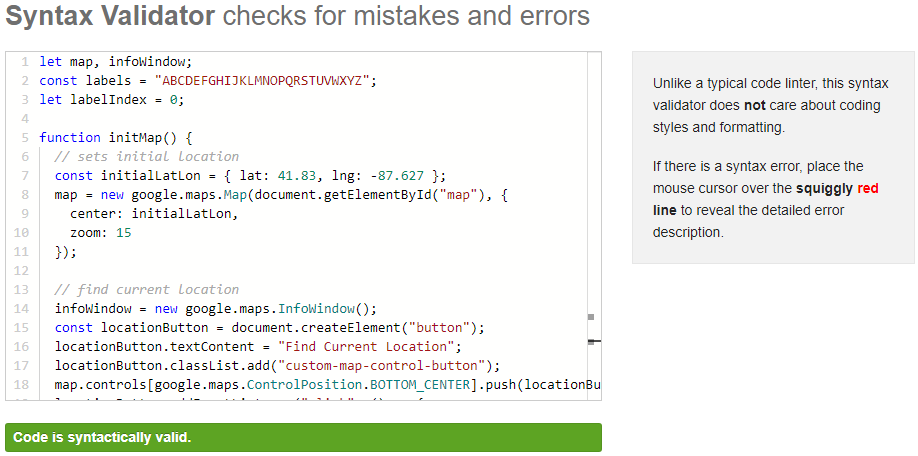 Syntax Validator checks for mistakes and errors
1 let map, infoWindow;
2 const labels = "ABCDEFGHIJKLMNOPQRSTUVWXYZ";
3 let labelIndex = 0;
4
5 function initMap() {
6 // sets initial location
7 const initialLatLon = { lat: 41.83, lng: -87.627 };
8 map = new google.maps.Map(document.getElementById("map"), {
9 center: initialLatLon,
10 zoom: 15
11 });
12
13 // find current location
14 infoWindow = new google.maps.InfoWindow();
15 const locationButton = document.createElement("button");
16 locationButton.textContent = "Find Current Location";
17 locationButton.classList.add("custom-map-control-button");
18 map.controls[google.maps.ControlPosition.BOTTOM_CENTER].push(locationBu
Code is syntactically valid.
Unlike a typical code linter, this syntax
validator does not care about coding
styles and formatting.
If there is a syntax error, place the
mouse cursor over the squiggly red
line to reveal the detailed error
description.